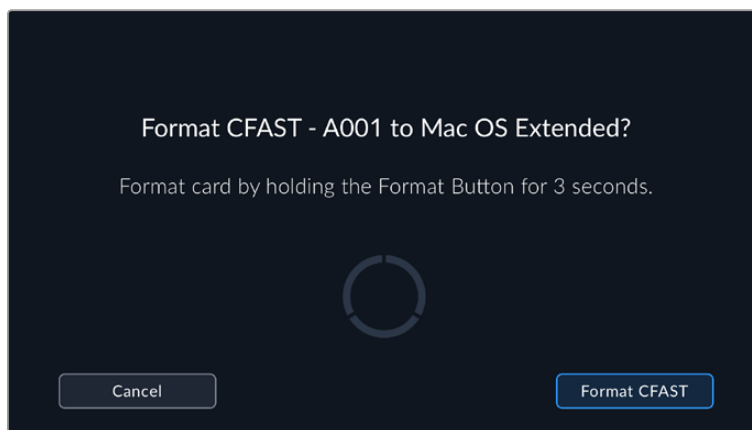 Format CFAST - A001 to Mac OS Extended?
Format card by holding the Format Button for 3 seconds.
Cancel
Format CFAST